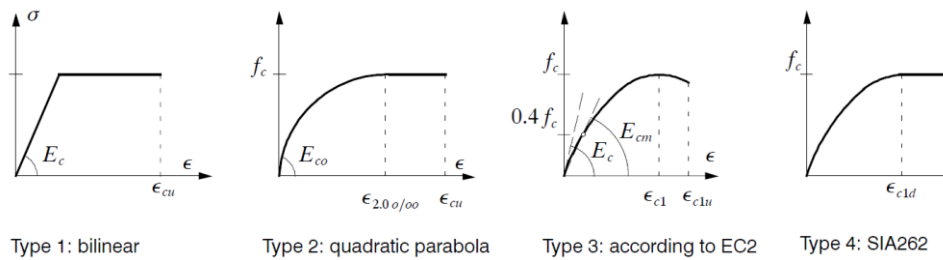 σ
E_c
ϵ
ϵ_cu
Type 1: bilinear
f_c
E_co
ϵ_2.0 o/oo
ϵ_cu
Type 2: quadratic parabola
f_c
0.4 f_c
E_cm
E_c
ϵ
ϵ_c1
ϵ_c1u
Type 3: according to EC2
f_c
ϵ_c1d
Type 4: SIA262